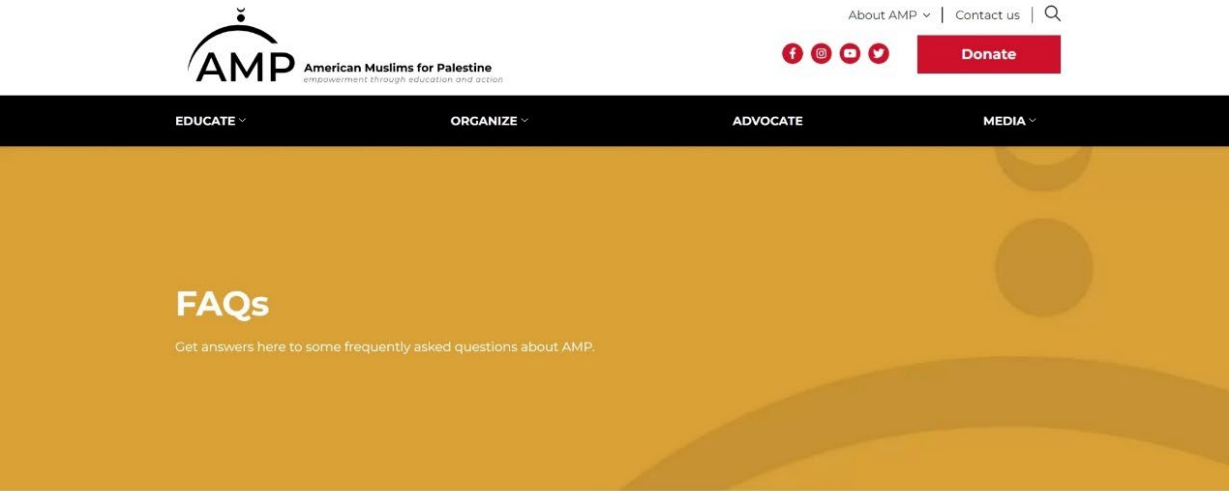 About AMP
Contact us
AMP
American Muslims for Palestine
empowerment through education and action
Donate
EDUCATE
ORGANIZE
ADVOCATE
MEDIA
FAQs
Get answers here to some frequently asked questions about AMP.